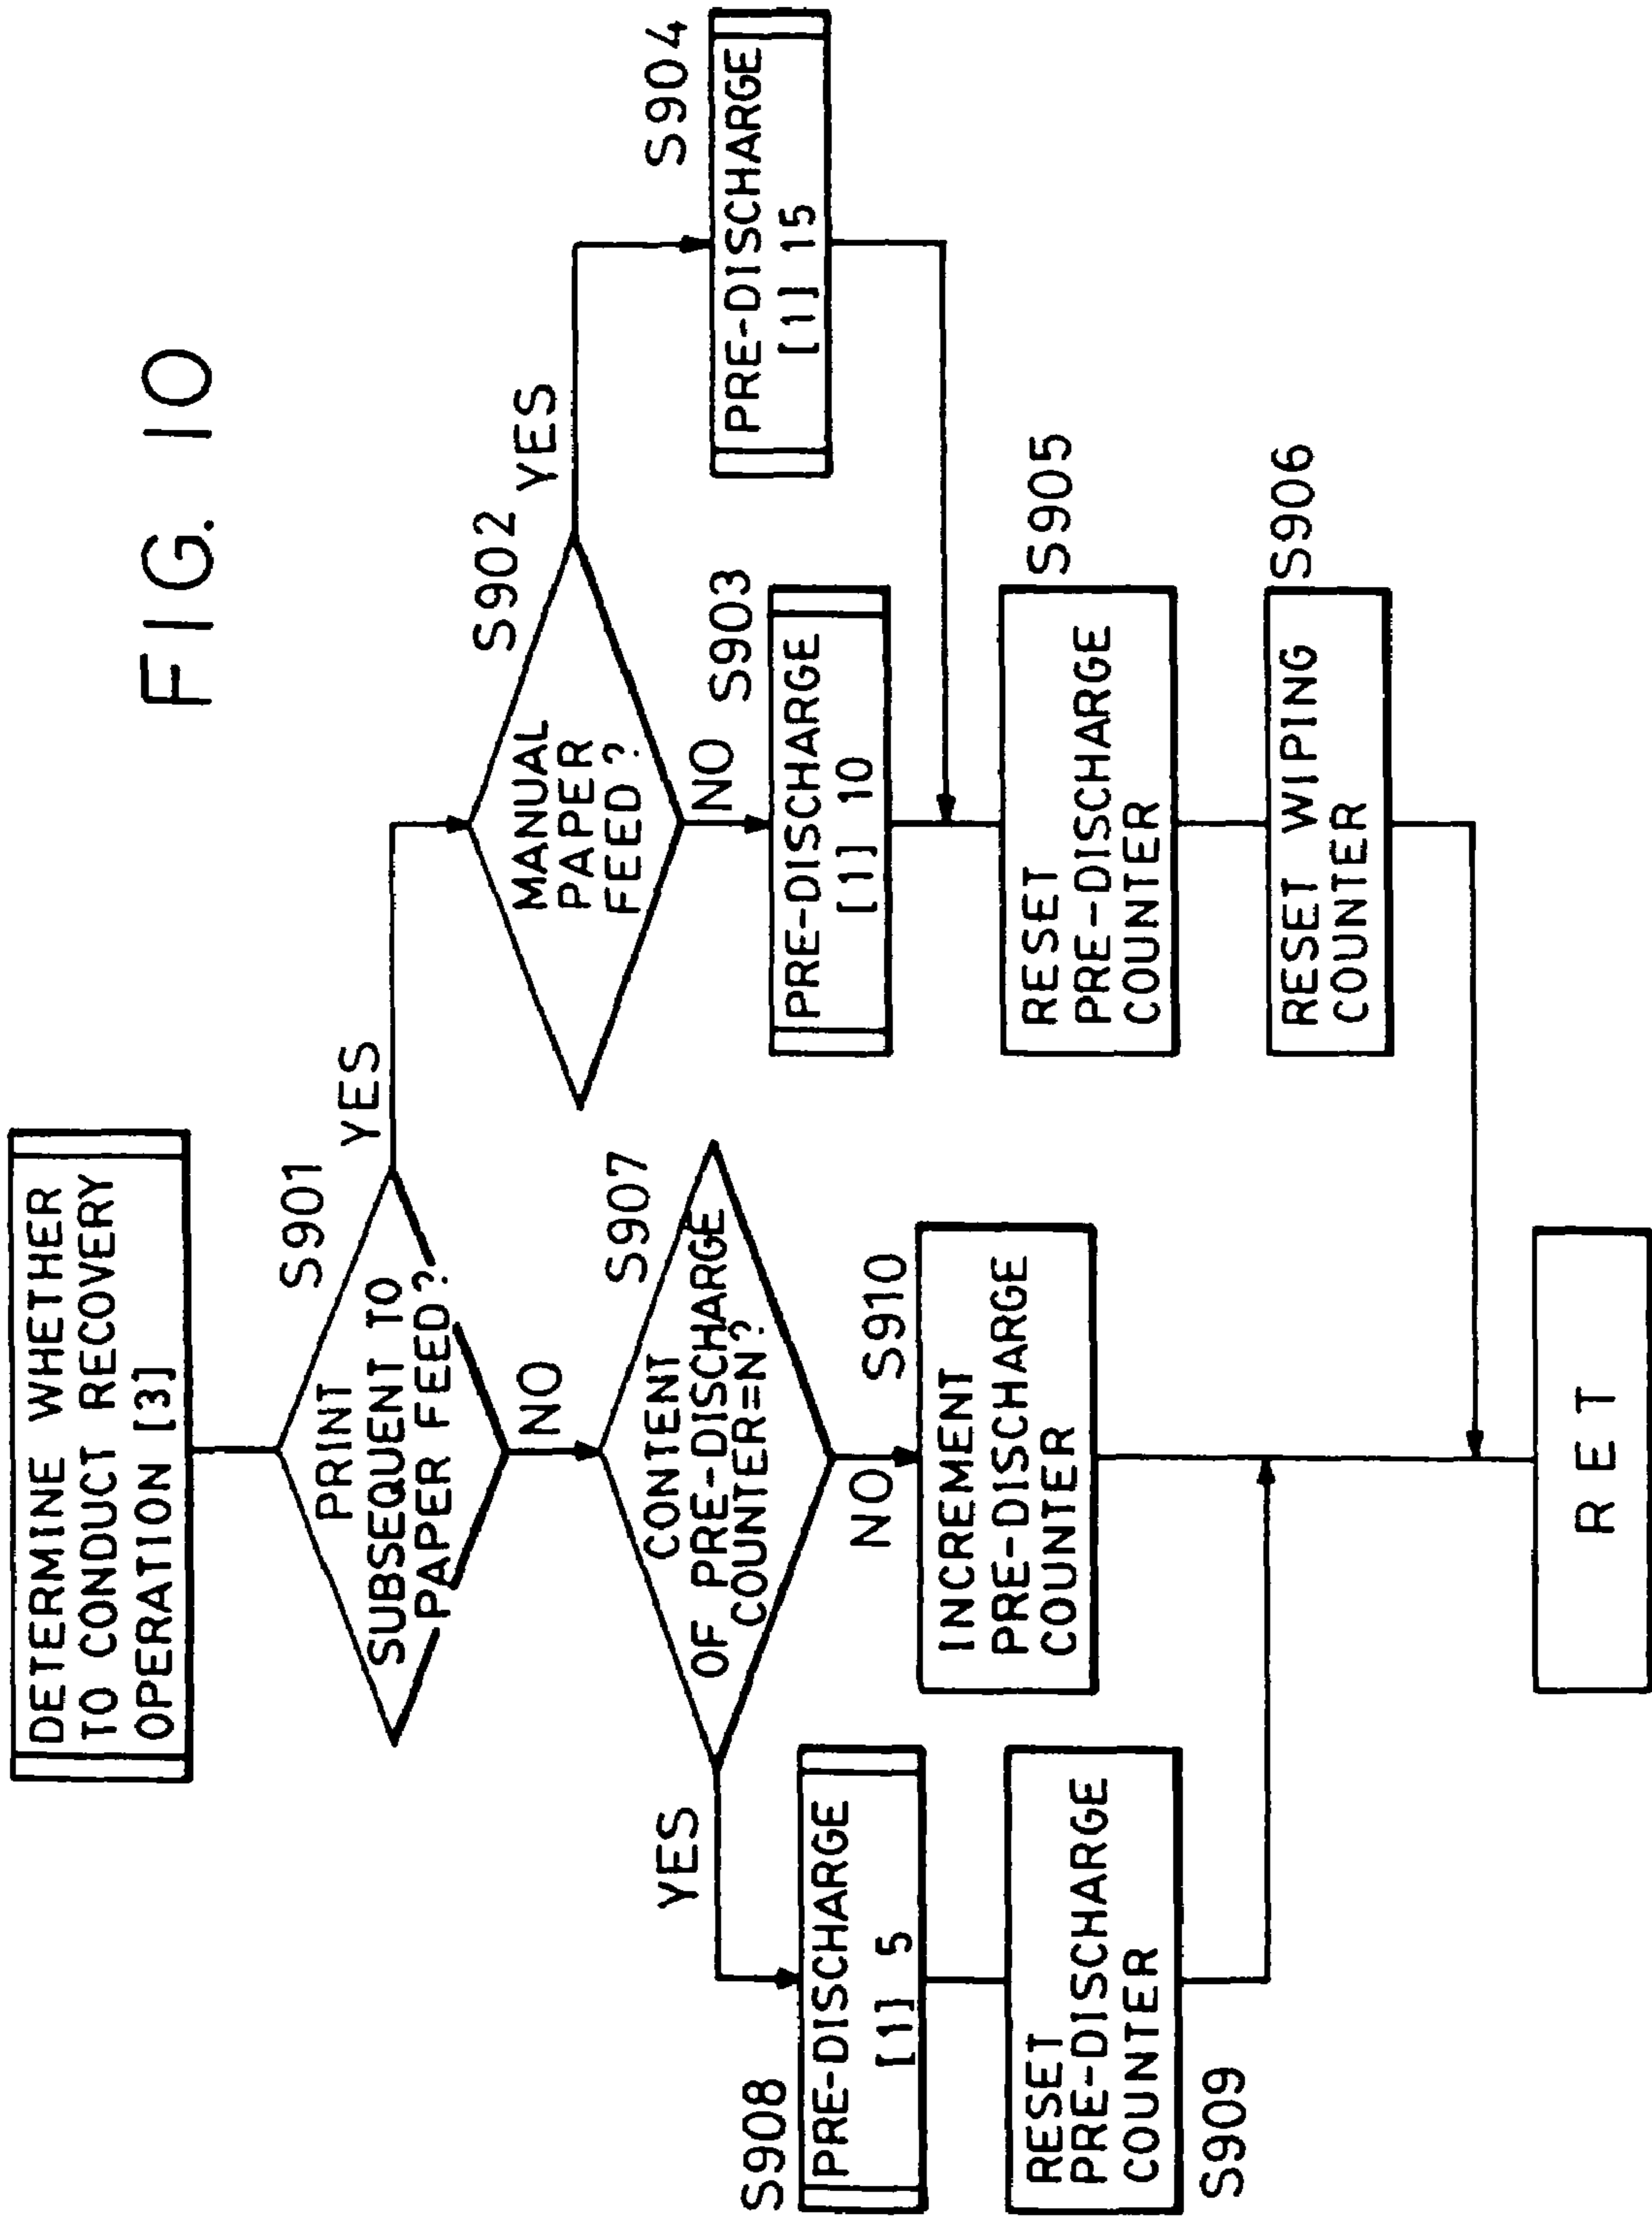 FIG. 10
DETERMINE WHETHER
TO CONDUCT RECOVERY
OPERATION [3]
S901
PRINT
SUBSEQUENT TO
PAPER FEED?
YES
NO
S902
MANUAL
PAPER
FEED?
YES
NO
S903
PRE-DISCHARGE
[1] 10
S904
PRE-DISCHARGE
[1] 15
S905
RESET
PRE-DISCHARGE
COUNTER
S906
RESET WIPING
COUNTER
S907
CONTENT
OF PRE-DISCHARGE
COUNTER=N?
YES
NO
S908
PRE-DISCHARGE
[1] 5
RESET
PRE-DISCHARGE
COUNTER
S909
S910
INCREMENT
PRE-DISCHARGE
COUNTER
RET